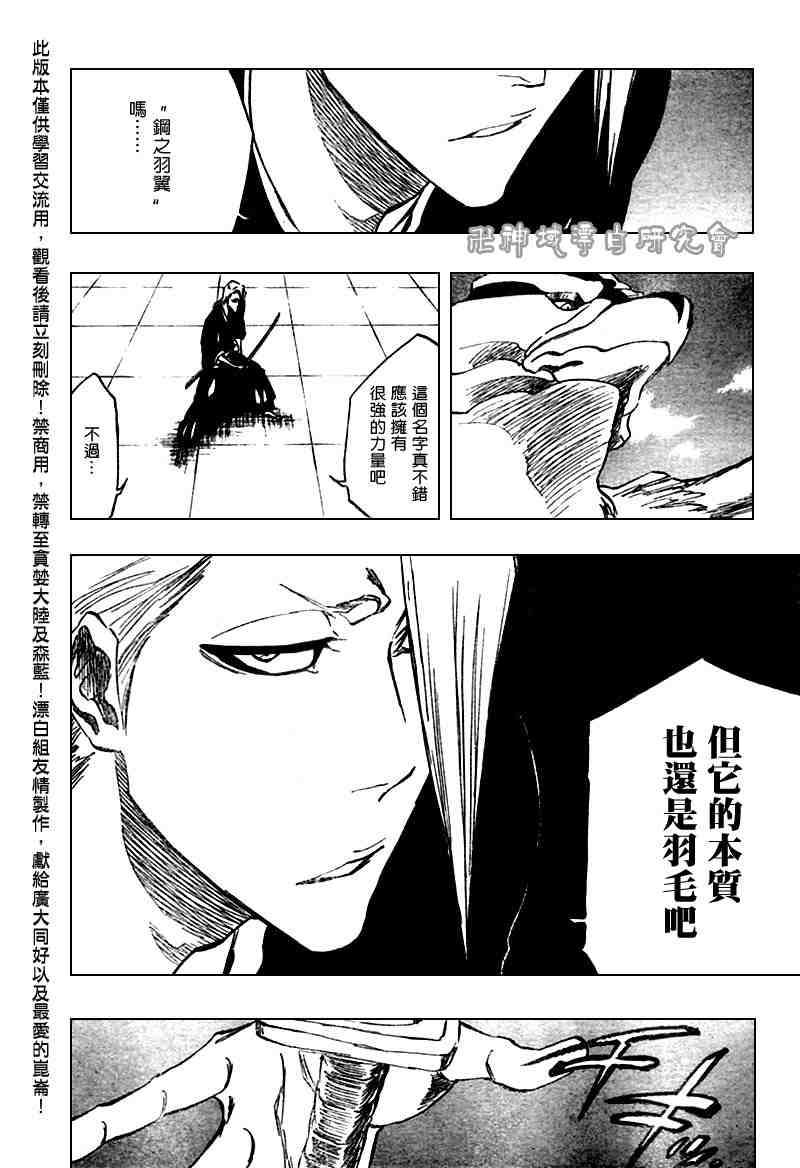 〝鋼之羽翼〞
嗎……
卍神域漂白研究會
這個名字真不錯
應該擁有
很強的力量吧
不過…
但它的本質
也還是羽毛吧
此版本僅供學習交流用，觀看後請立刻刪除！禁商用，禁轉至貪婪大陸及森藍！漂白組友情製作，獻給廣大同好以及最愛的崑崙！